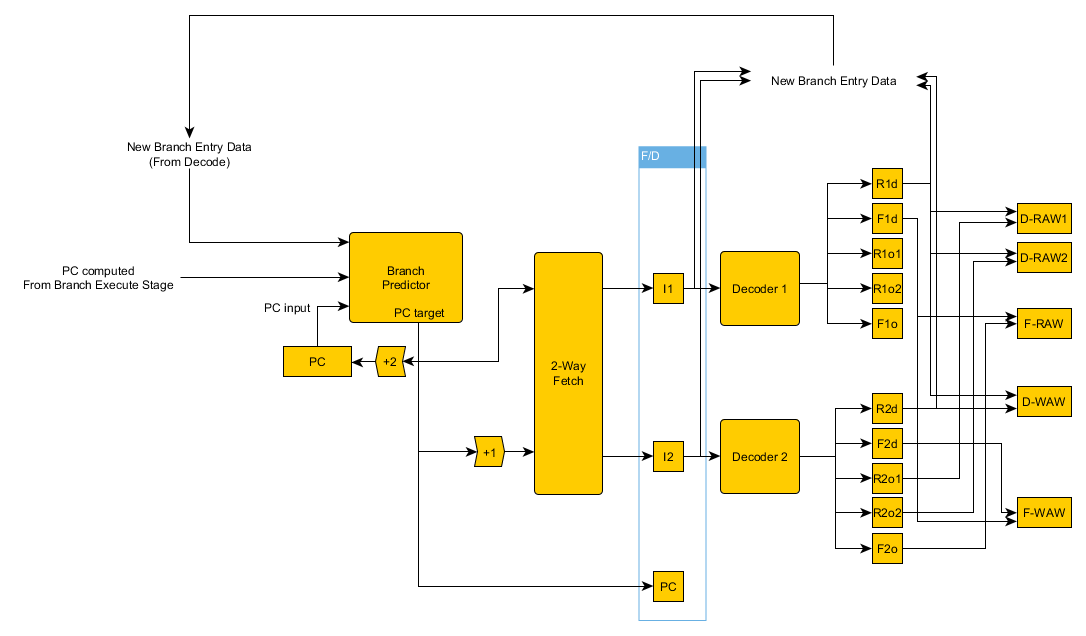 New Branch Entry Data
New Branch Entry Data
(From Decode)
F/D
R1d
F1d
D-RAW1
Branch
Predictor
R1o1
D-RAW2
PC computed
From Branch Execute Stage
I1
Decoder 1
R1o2
PC input
PC target
F1o
F-RAW
PC
+2
2-Way
Fetch
D-WAW
R2d
F2d
+1
I2
Decoder 2
R2o1
R2o2
F-WAW
F2o
PC